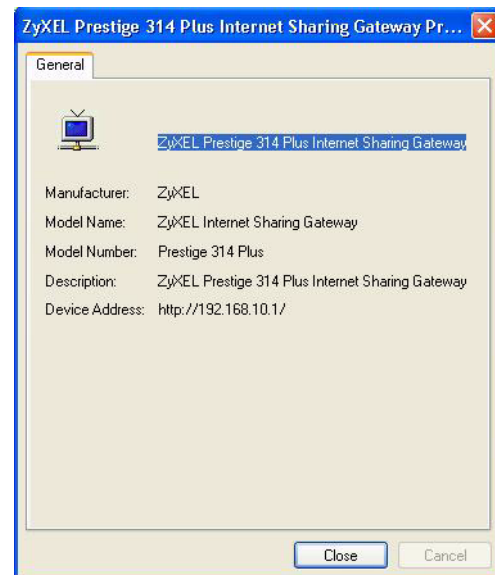 ZyXEL Prestige 314 Plus Internet Sharing Gateway Pr...
General
ZyXEL Prestige 314 Plus Internet Sharing Gateway
Manufacturer: ZyXEL
Model Name: ZyXEL Internet Sharing Gateway
Model Number: Prestige 314 Plus
Description: ZyXEL Prestige 314 Plus Internet Sharing Gateway
Device Address: http://192.168.10.1/
Close Cancel